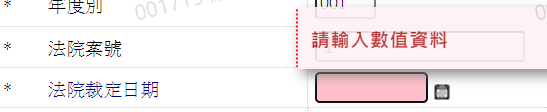 * 年度別 001
請輸入數值資料
* 法院案號
* 法院裁定日期